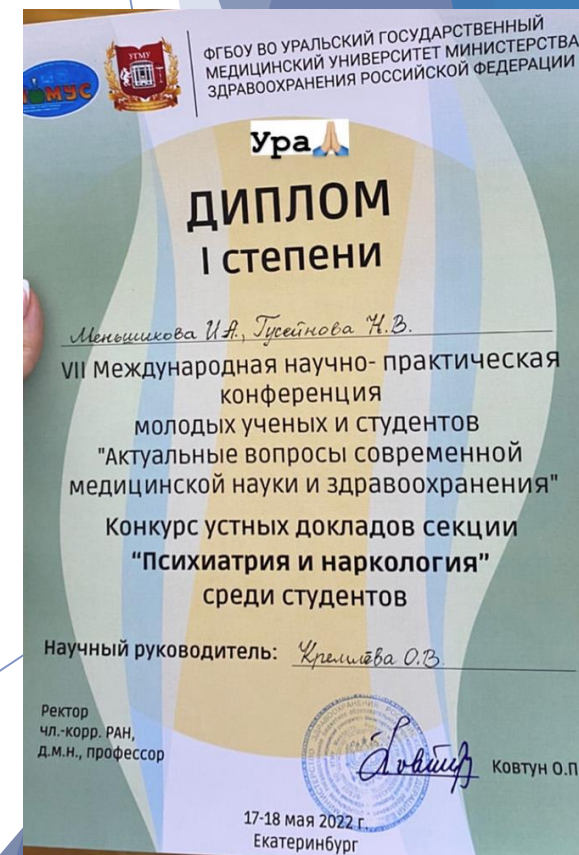 НОМУС
УГМУ
ФГБОУ ВО УРАЛЬСКИЙ ГОСУДАРСТВЕННЫЙ
МЕДИЦИНСКИЙ УНИВЕРСИТЕТ МИНИСТЕРСТВА
ЗДРАВООХРАНЕНИЯ РОССИЙСКОЙ ФЕДЕРАЦИИ
Ура🙏🏼
ДИПЛОМ
I степени
Меньшикова И.А., Гусейнова Н.В.
VII Международная научно- практическая
конференция
молодых ученых и студентов
"Актуальные вопросы современной
медицинской науки и здравоохранения"
Конкурс устных докладов секции
“Психиатрия и наркология”
среди студентов
Научный руководитель: Кремлёва О.В.
Ректор
чл.-корр. РАН,
д.м.н., профессор
Ковтун О.П
17-18 мая 2022 г.
Екатеринбург